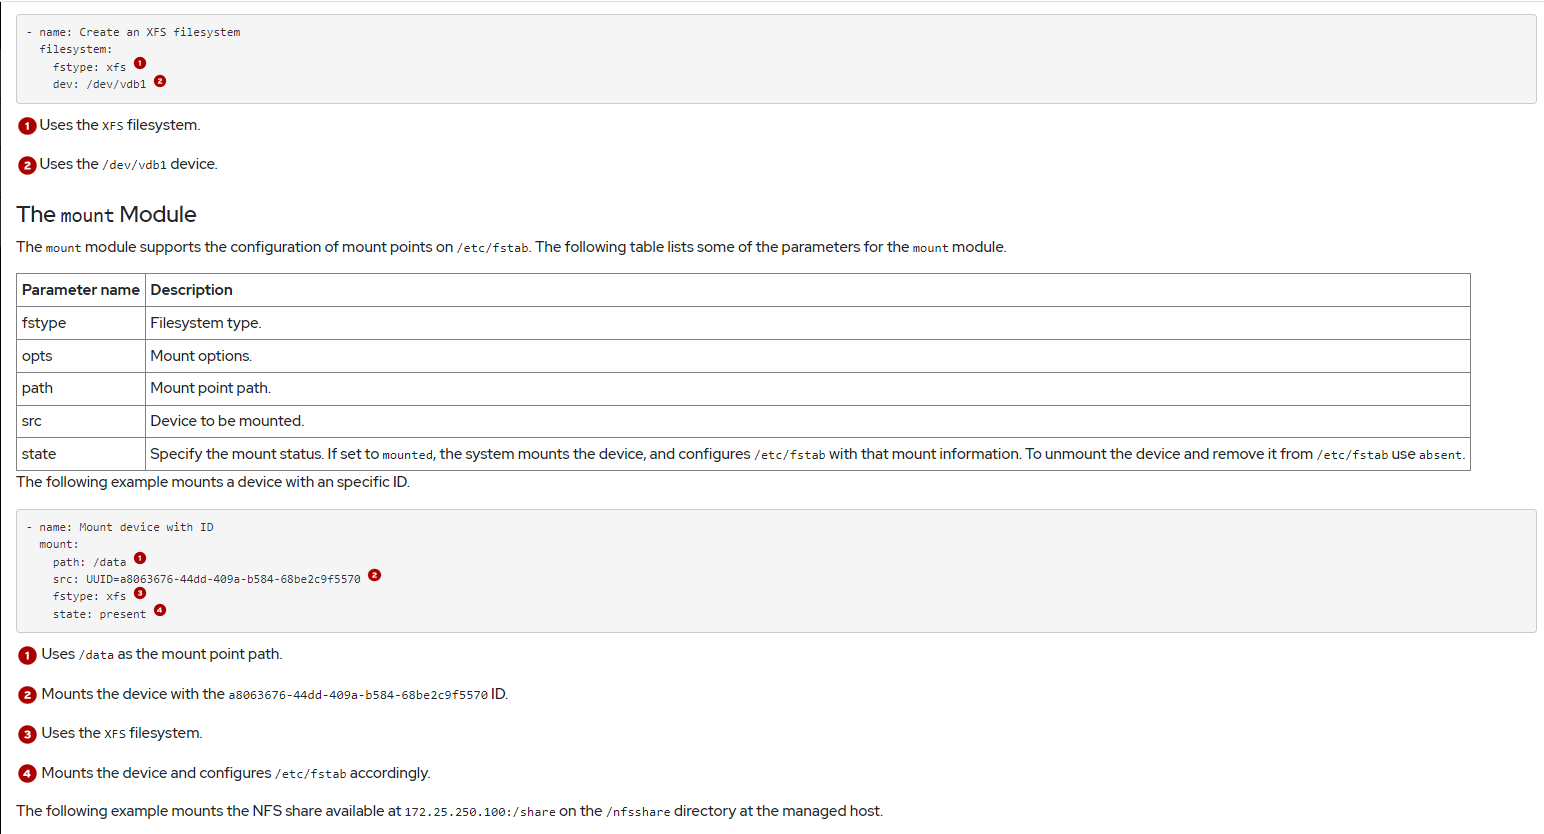 - name: Create an XFS filesystem
  filesystem:
    fstype: xfs 1
    dev: /dev/vdb1 2
1 Uses the XFS filesystem.
2 Uses the /dev/vdb1 device.
The mount Module
The mount module supports the configuration of mount points on /etc/fstab. The following table lists some of the parameters for the mount module.
Parameter name Description
fstype Filesystem type.
opts Mount options.
path Mount point path.
src Device to be mounted.
state Specify the mount status. If set to mounted, the system mounts the device, and configures /etc/fstab with that mount information. To unmount the device and remove it from /etc/fstab use absent.
The following example mounts a device with an specific ID.
- name: Mount device with ID
  mount:
    path: /data 1
    src: UUID=a8063676-44dd-409a-b584-68be2c9f5570 2
    fstype: xfs 3
    state: present 4
1 Uses /data as the mount point path.
2 Mounts the device with the a8063676-44dd-409a-b584-68be2c9f5570 ID.
3 Uses the XFS filesystem.
4 Mounts the device and configures /etc/fstab accordingly.
The following example mounts the NFS share available at 172.25.250.100:/share on the /nfsshare directory at the managed host.